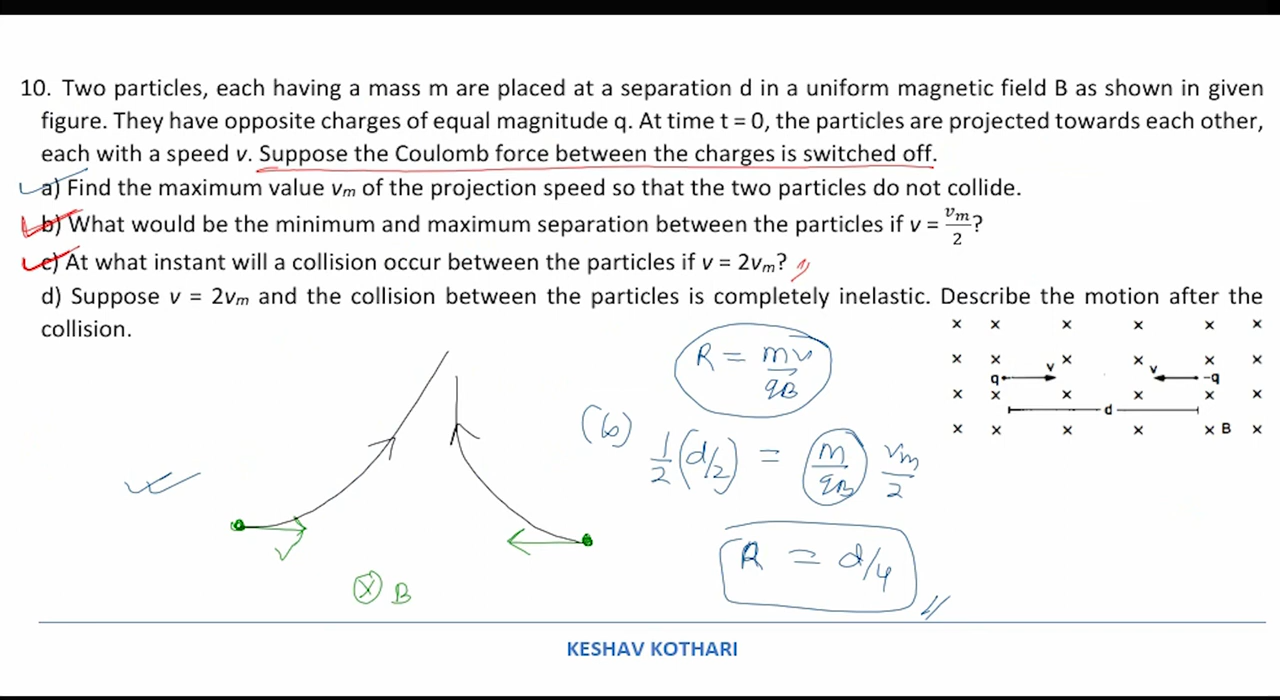 10. Two particles, each having a mass m are placed at a separation d in a uniform magnetic field B as shown in given
figure. They have opposite charges of equal magnitude q. At time t = 0, the particles are projected towards each other,
each with a speed v. Suppose the Coulomb force between the charges is switched off.
a) Find the maximum value vₘ of the projection speed so that the two particles do not collide.
b) What would be the minimum and maximum separation between the particles if v = vₘ/2?
c) At what instant will a collision occur between the particles if v = 2vₘ?
d) Suppose v = 2vₘ and the collision between the particles is completely inelastic. Describe the motion after the
collision.
x x x x x x
R = mv/qB
x x v x x v x x
q -q
x x x x x x
d
(b) 1/2 (d/2) = (m/qB) vm/2
x x x x x B x
v
R = d/4
⊗ B
KESHAV KOTHARI